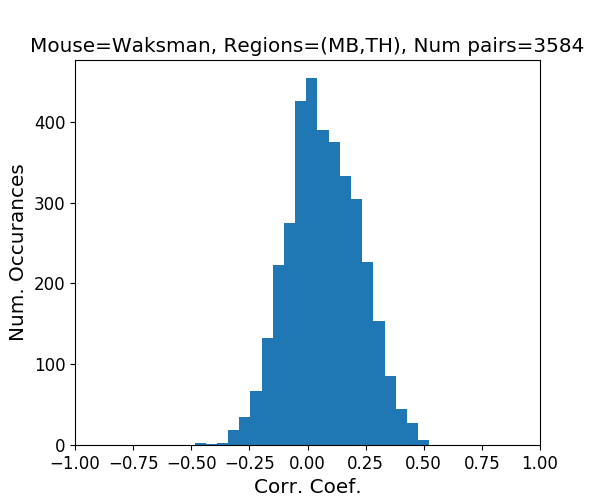 Mouse=Waksman, Regions=(MB,TH), Num pairs=3584
Num. Occurances
400
300
200
100
0
−1.00 −0.75 −0.50 −0.25 0.00 0.25 0.50 0.75 1.00
Corr. Coef.